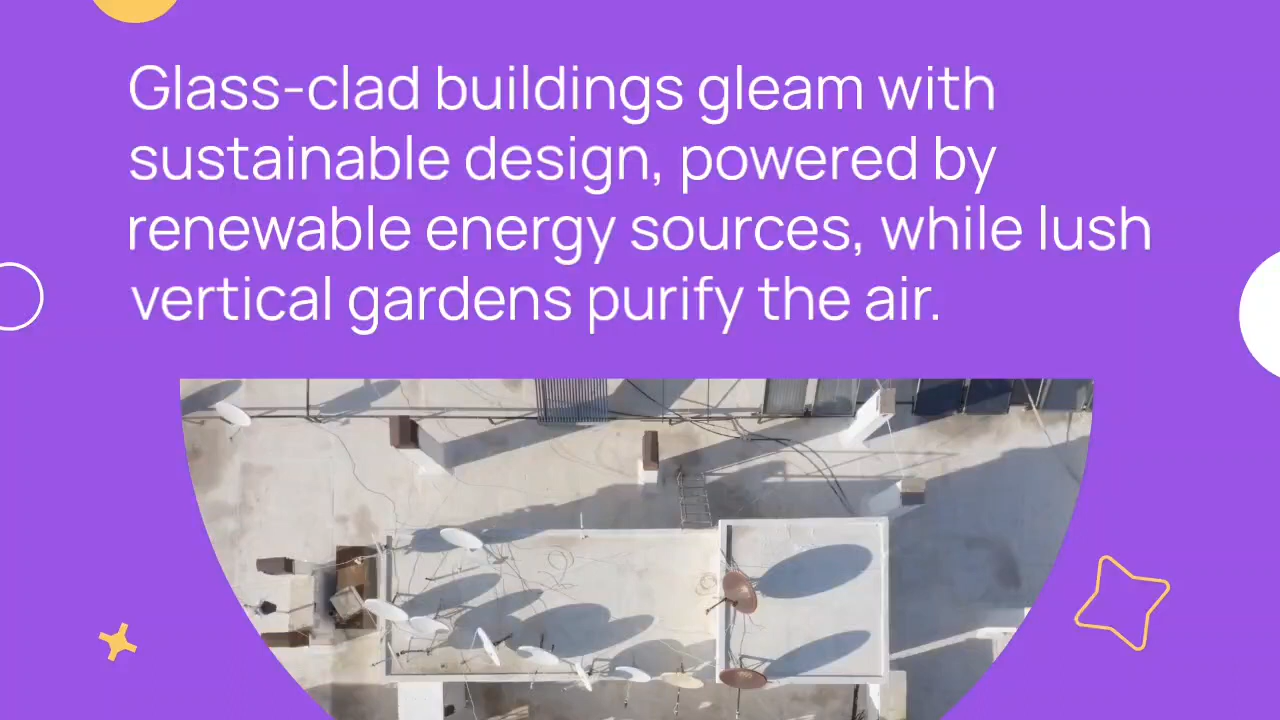 Glass-clad buildings gleam with
sustainable design, powered by
renewable energy sources, while lush
vertical gardens purify the air.